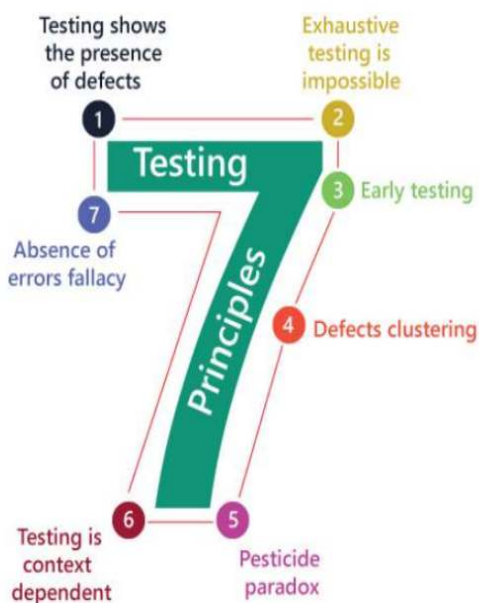 Testing shows
the presence
of defects
1
Exhaustive
testing is
impossible
2
Testing
Principles
3
Early testing
4
Defects clustering
5
Pesticide
paradox
6
Testing is
context
dependent
7
Absence of
errors fallacy